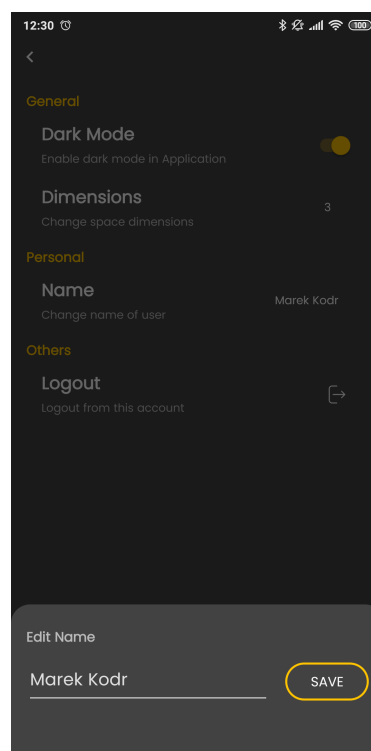 12:30
100
General
Dark Mode
Enable dark mode in Application
Dimensions
Change space dimensions
3
Personal
Name
Change name of user
Marek Kodr
Others
Logout
Logout from this account
Edit Name
Marek Kodr
SAVE